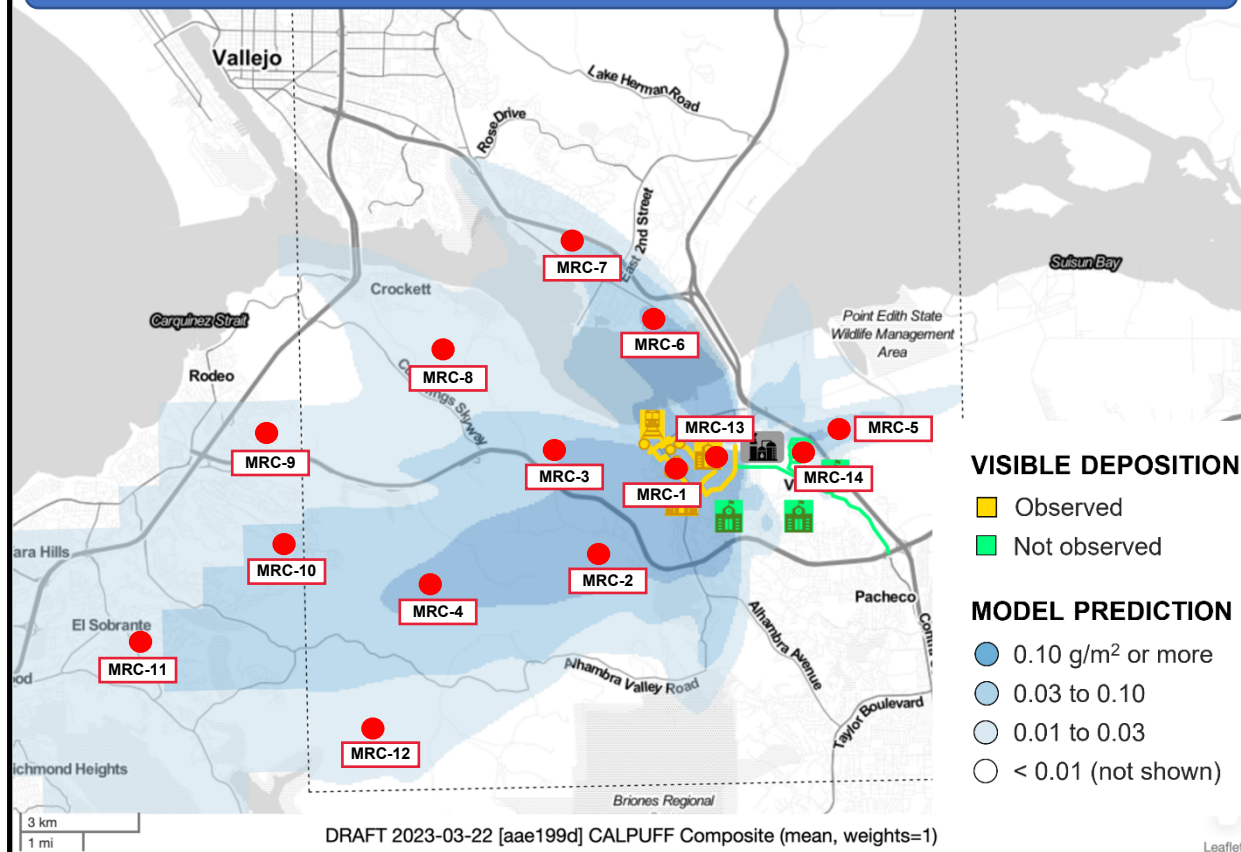 Vallejo
Lake Herman Road
Rose Drive
East 2nd Street
MRC-7
Suisun Bay
Crockett
Carquinez Strait
Point Edith State
Wildlife Management
Area
MRC-6
Rodeo
MRC-8
MRC-13
MRC-5
MRC-9
MRC-3
MRC-14
MRC-1
VISIBLE DEPOSITION
Observed
Not observed
ara Hills
MRC-10
MRC-2
MRC-4
Pacheco
MODEL PREDICTION
El Sobrante
0.10 g/m² or more
MRC-11
Alhambra Avenue
Alhambra Valley Road
0.03 to 0.10
Taylor Boulevard
0.01 to 0.03
MRC-12
ichmond Heights
< 0.01 (not shown)
Briones Regional
3 km
1 mi
DRAFT 2023-03-22 [aae199d] CALPUFF Composite (mean, weights=1)
Leaflet